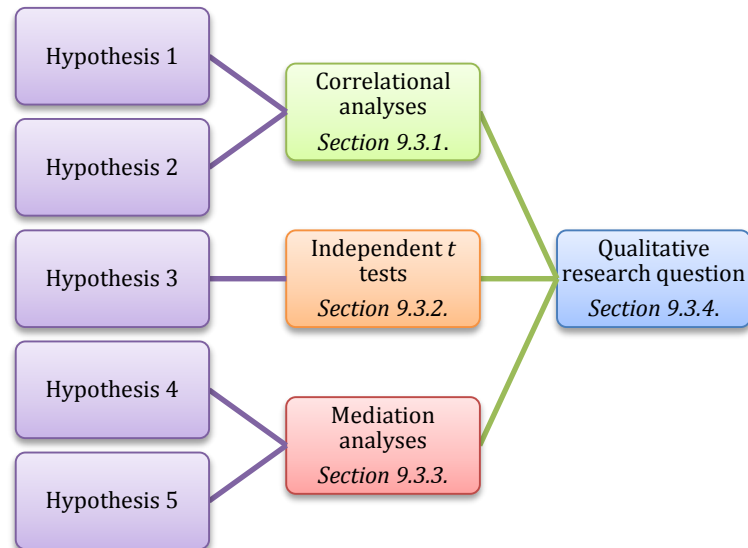 Hypothesis 1
Hypothesis 2
Hypothesis 3
Hypothesis 4
Hypothesis 5
Correlational
analyses
Section 9.3.1.
Independent t
tests
Section 9.3.2.
Mediation
analyses
Section 9.3.3.
Qualitative
research question
Section 9.3.4.